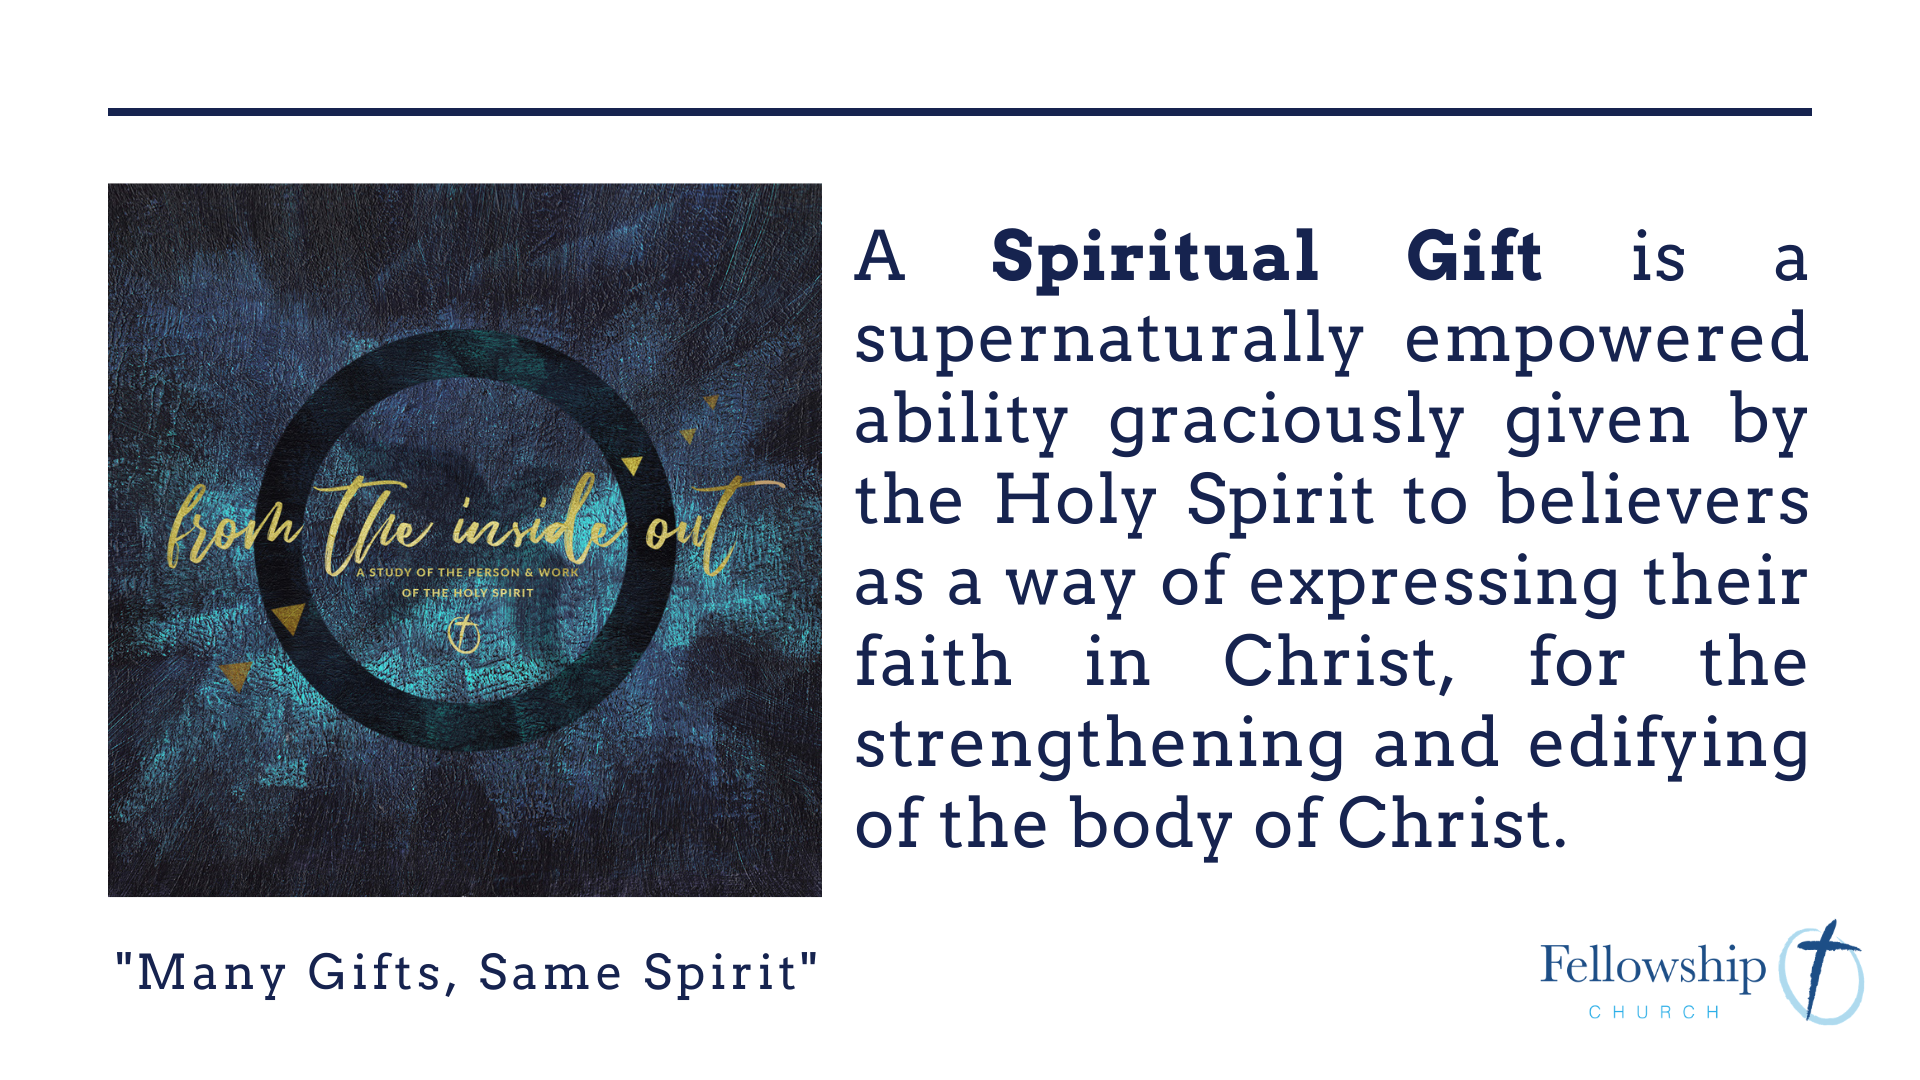 from the inside out
A STUDY OF THE PERSON & WORK
OF THE HOLY SPIRIT
"Many Gifts, Same Spirit"
A Spiritual Gift is a
supernaturally empowered
ability graciously given by
the Holy Spirit to believers
as a way of expressing their
faith in Christ, for the
strengthening and edifying
of the body of Christ.
Fellowship
CHURCH